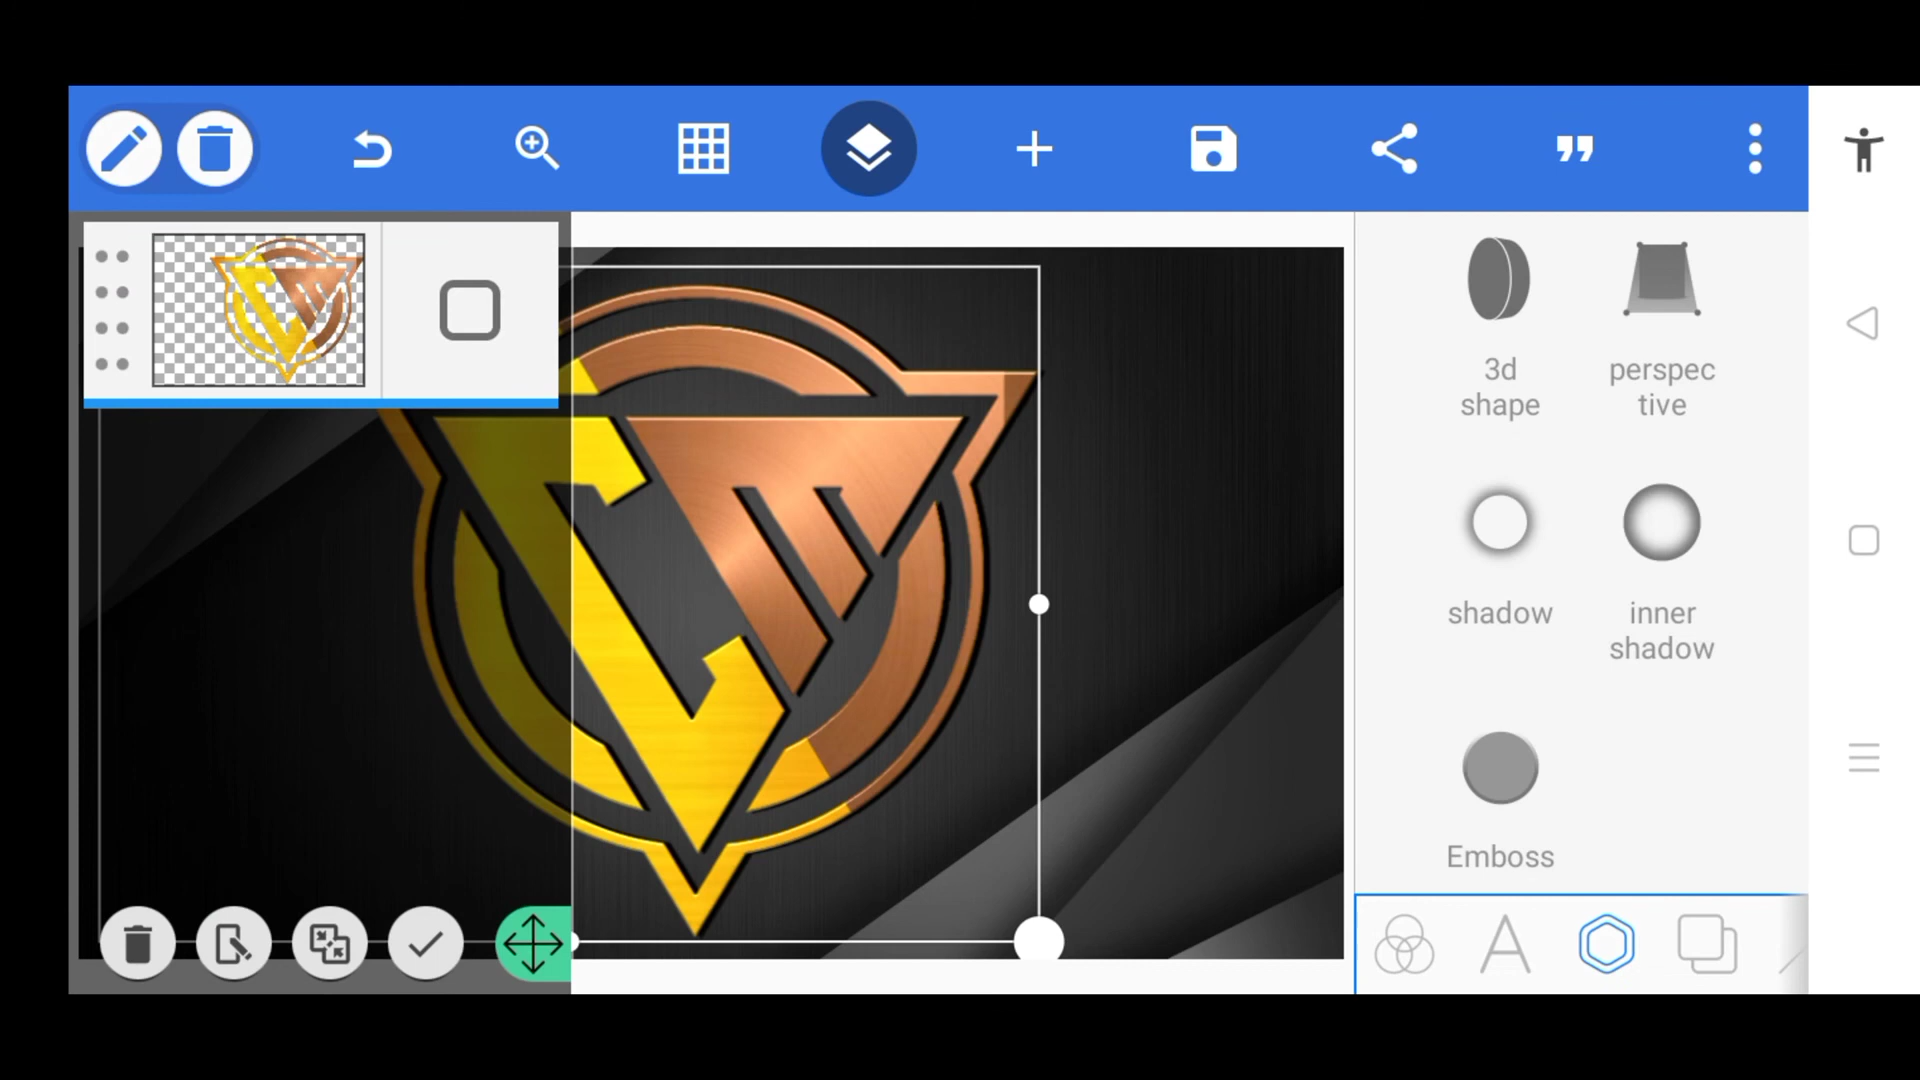 3d
shape
perspec
tive
shadow
inner
shadow
Emboss